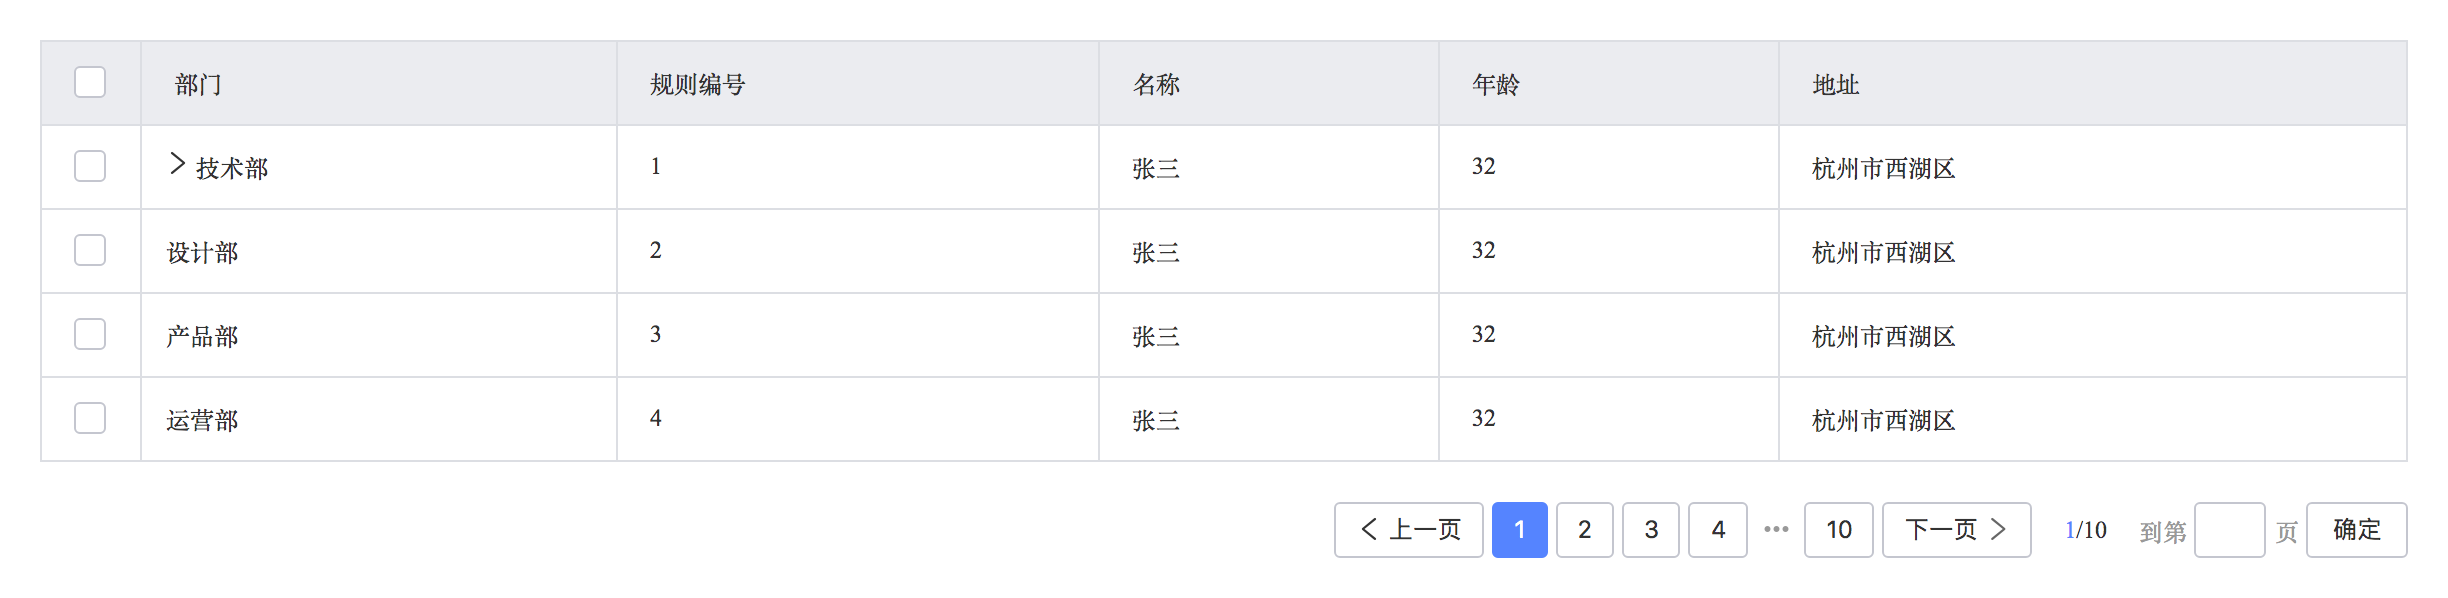 部门 规则编号 名称 年龄 地址
技术部 1 张三 32 杭州市西湖区
设计部 2 张三 32 杭州市西湖区
产品部 3 张三 32 杭州市西湖区
运营部 4 张三 32 杭州市西湖区
上一页 1 2 3 4 ••• 10 下一页 1/10 到第 页 确定